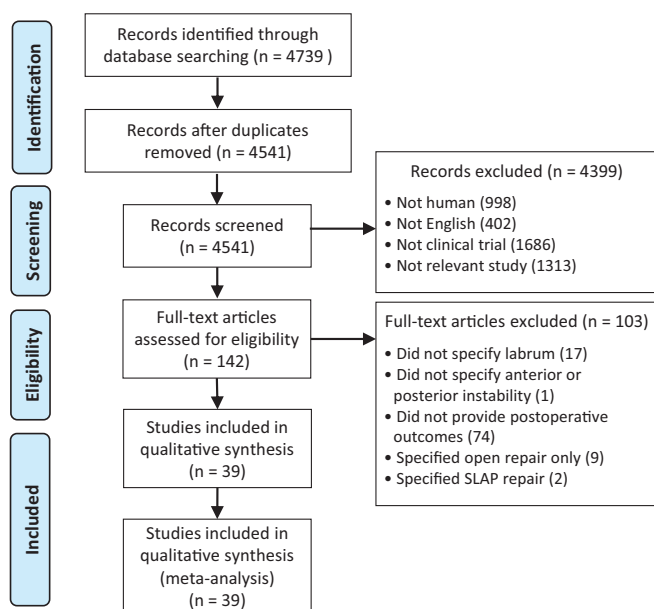 Identification
Records identified through
database searching (n = 4739 )
Records after duplicates
removed (n = 4541)
Screening
Records screened
(n = 4541)
Records excluded (n = 4399)
• Not human (998)
• Not English (402)
• Not clinical trial (1686)
• Not relevant study (1313)
Eligibility
Full-text articles
assessed for eligibility
(n = 142)
Full-text articles excluded (n = 103)
• Did not specify labrum (17)
• Did not specify anterior or
posterior instability (1)
• Did not provide postoperative
outcomes (74)
• Specified open repair only (9)
• Specified SLAP repair (2)
Included
Studies included in
qualitative synthesis
(n = 39)
Studies included in
qualitative synthesis
(meta-analysis)
(n = 39)